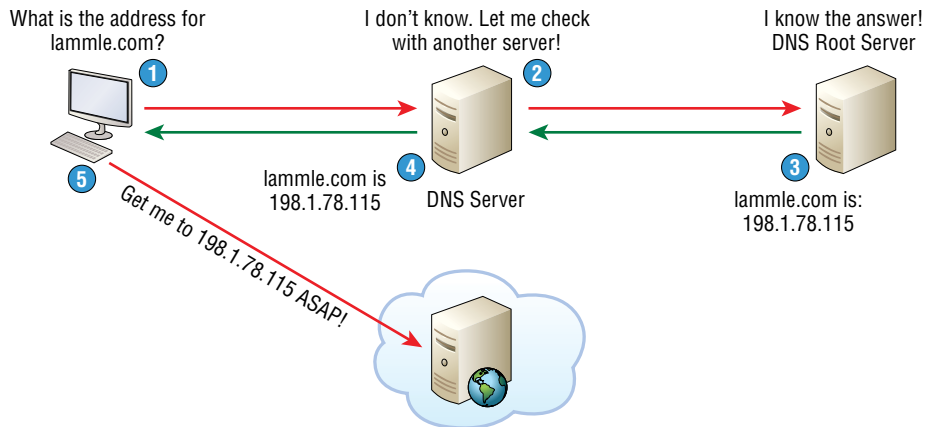 What is the address for
lammle.com?
I don’t know. Let me check
with another server!
I know the answer!
DNS Root Server
1
2
4
3
5
lammle.com is
198.1.78.115
DNS Server
lammle.com is:
198.1.78.115
Get me to 198.1.78.115 ASAP!